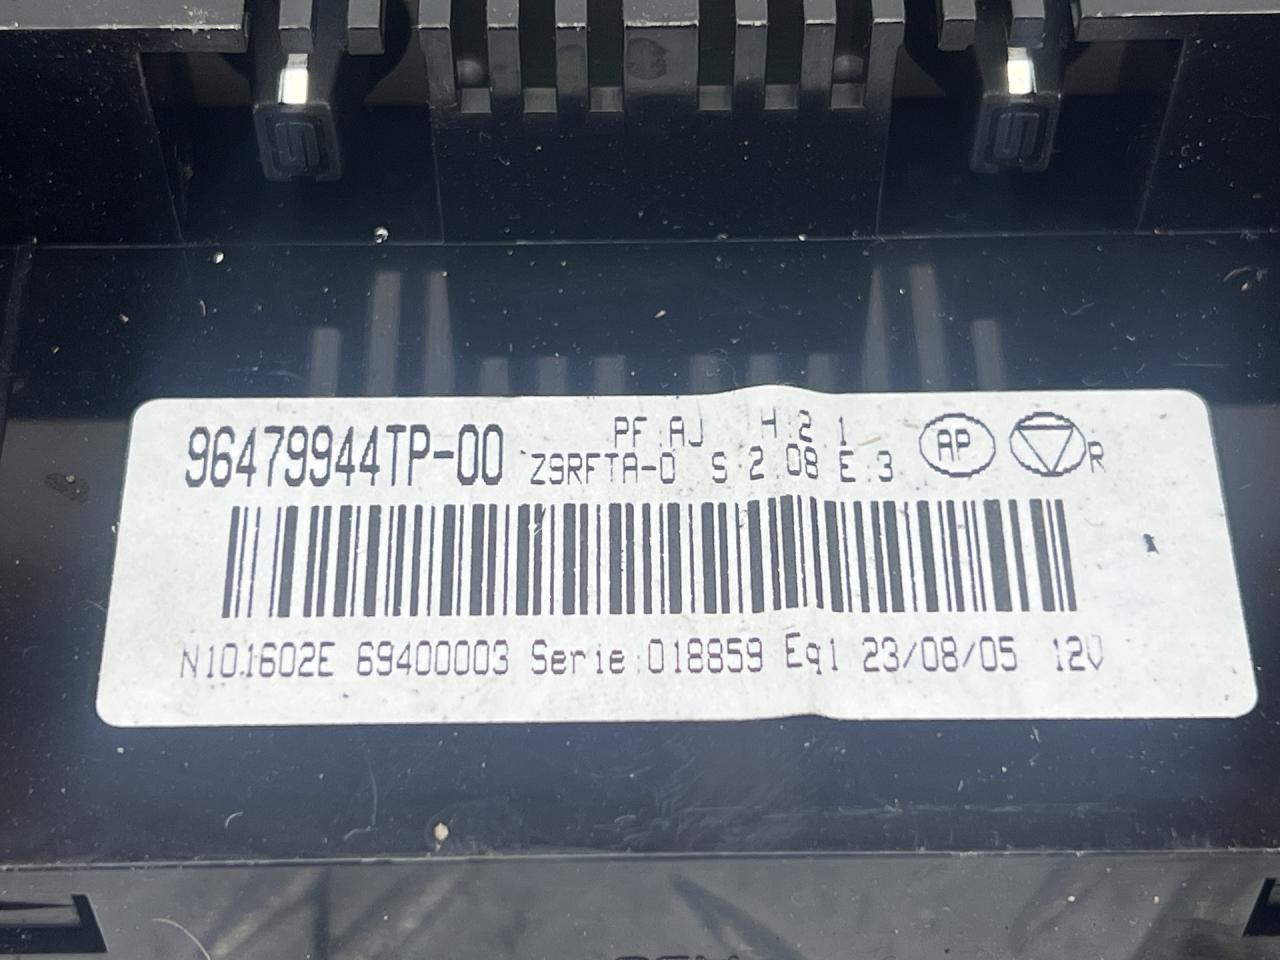 96479944TP-00
PF:AJ H:2 1
Z9RFTA-0 S:2.08 E:3
AP
R
N10.1602E 69400003 Serie:018859 Eq1 23/08/05 12V